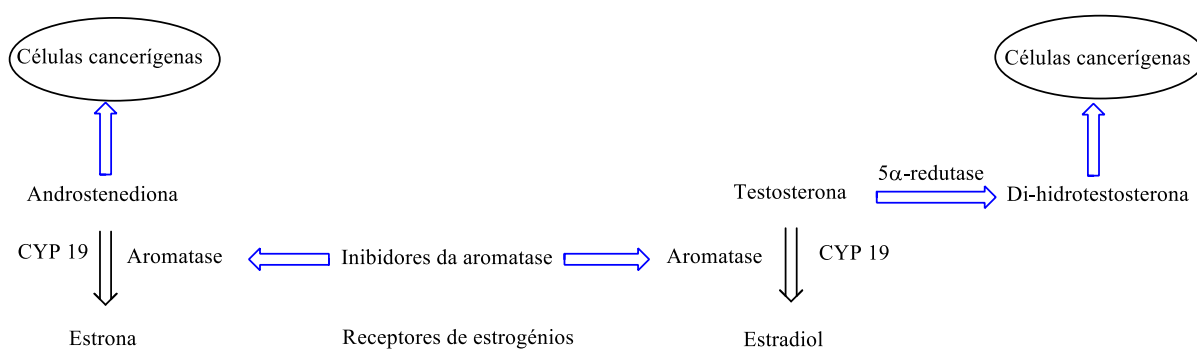 Células cancerígenas
Células cancerígenas
5α-redutase
Androstenediona
Testosterona
Di-hidrotestosterona
CYP 19
Aromatase
Inibidores da aromatase
Aromatase
CYP 19
Estrona
Receptores de estrogénios
Estradiol